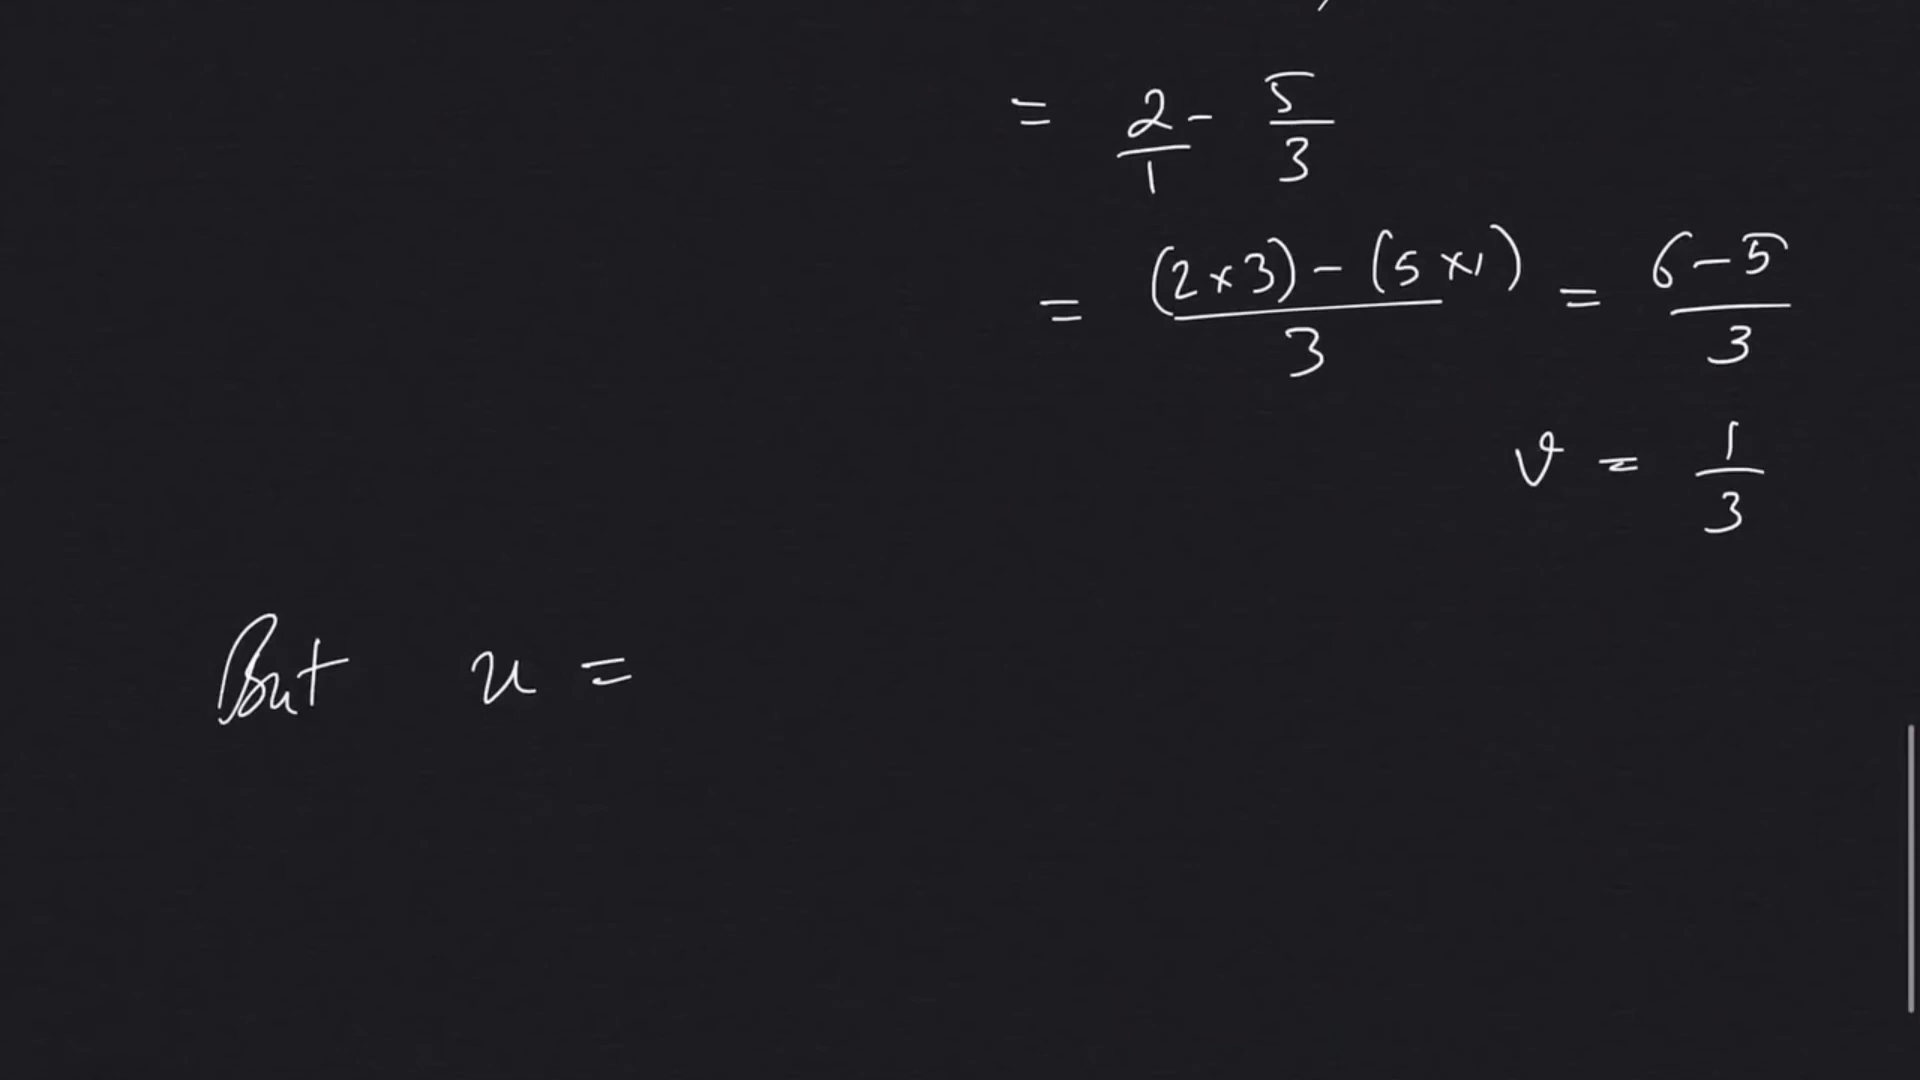 = 2/1 - 5/3
= (2×3) - (5×1)/3 = 6-5/3
v = 1/3
But u =